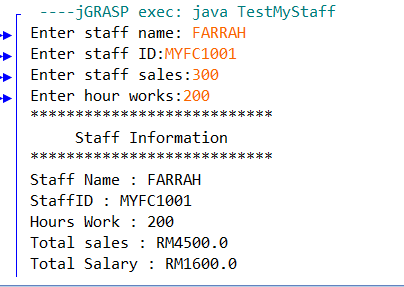 ----jGRASP exec: java TestMyStaff
Enter staff name: FARRAH
Enter staff ID:MYFC1001
Enter staff sales:300
Enter hour works:200
***************************
Staff Information
***************************
Staff Name : FARRAH
StaffID : MYFC1001
Hours Work : 200
Total sales : RM4500.0
Total Salary : RM1600.0